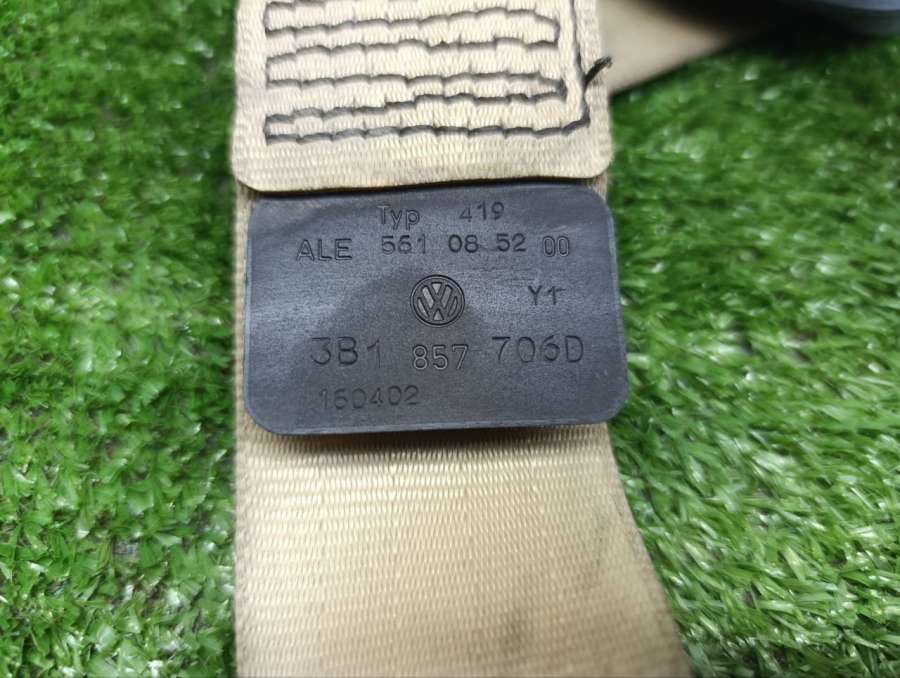 Typ 419
ALE 561 08 52 00
Y1
3B1 857 706D
160402